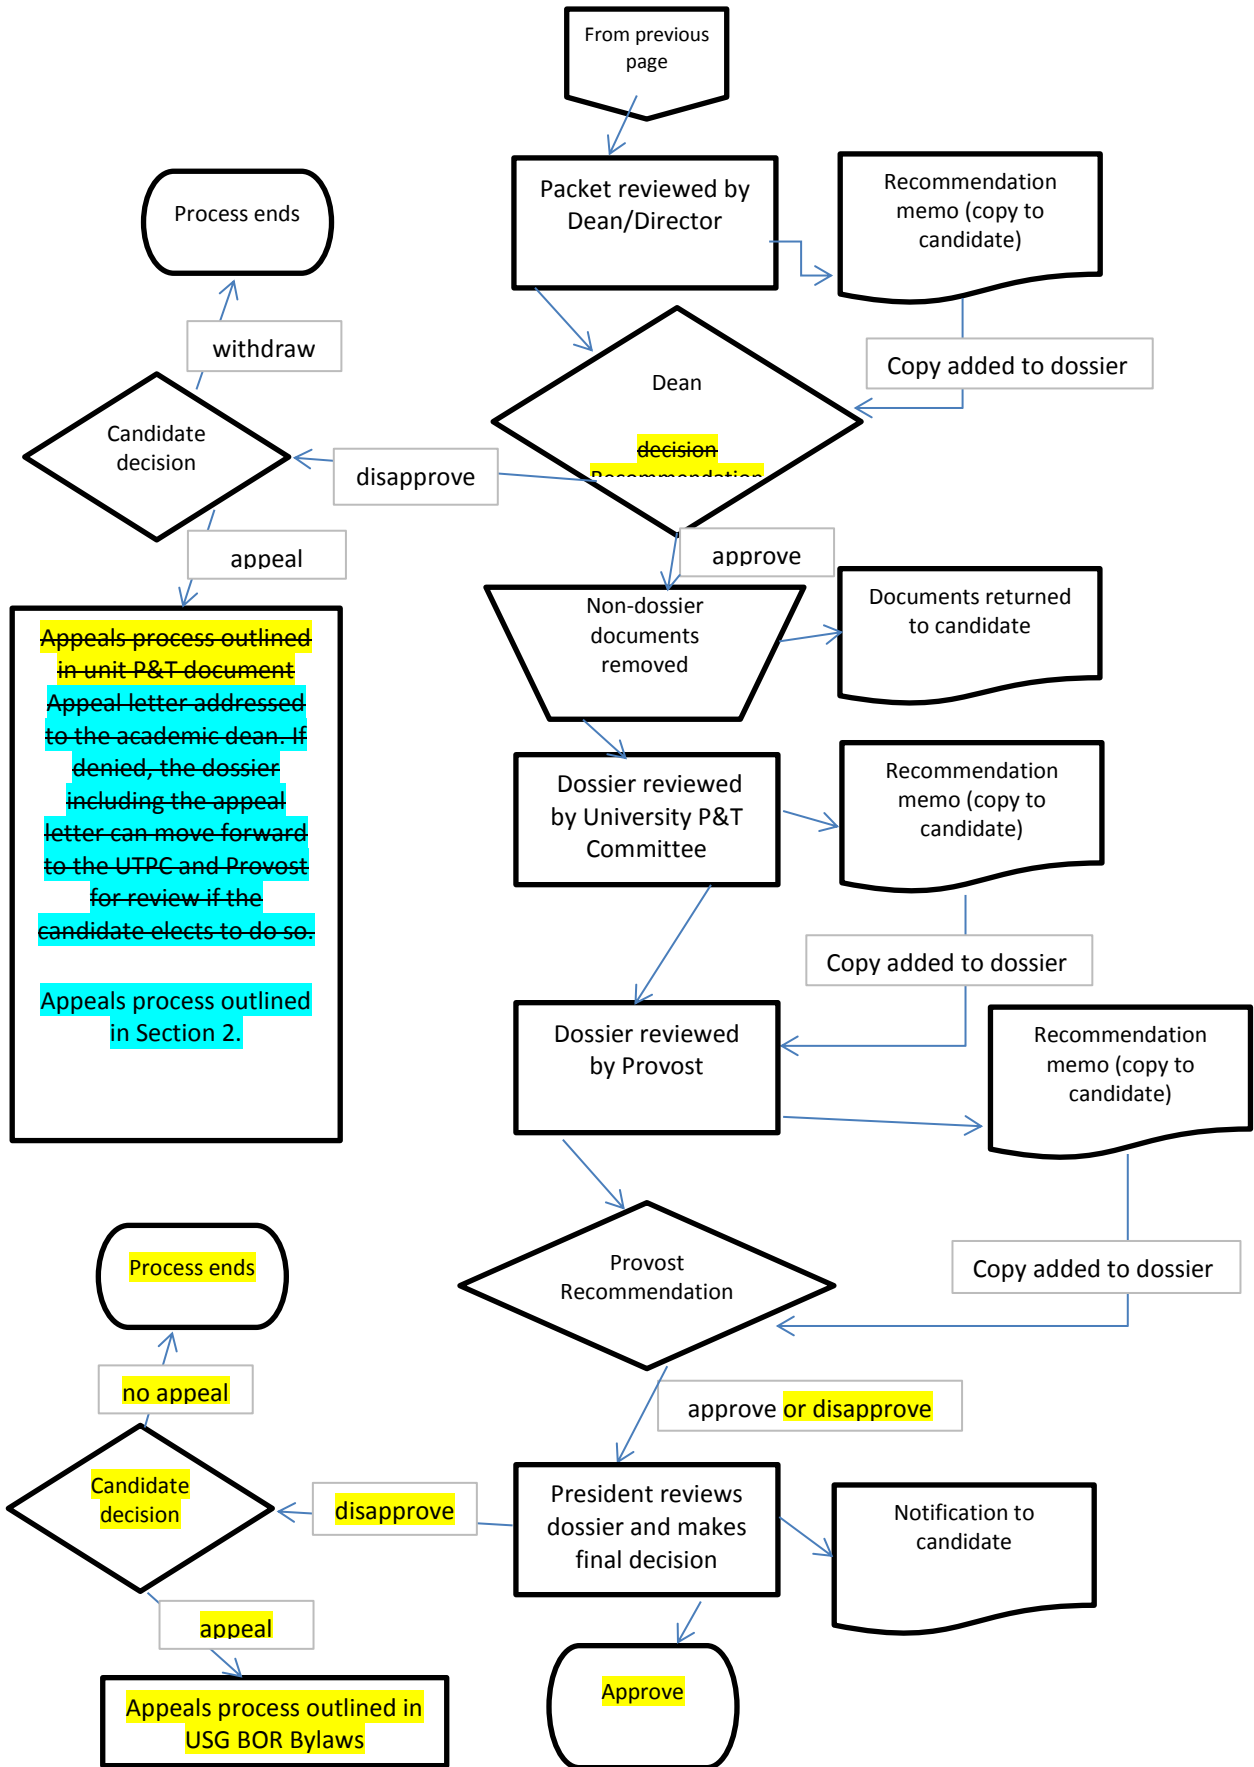 From previous
page
Packet reviewed by
Dean/Director
Recommendation
memo (copy to
candidate)
Process ends
withdraw
Copy added to dossier
Dean
decision
Recommendation
Candidate
decision
disapprove
appeal
approve
Non-dossier
documents
removed
Documents returned
to candidate
Appeals process outlined
in unit P&T document
Appeal letter addressed
to the academic dean. If
denied, the dossier
including the appeal
letter can move forward
to the UTPC and Provost
for review if the
candidate elects to do so.
Appeals process outlined
in Section 2.
Dossier reviewed
by University P&T
Committee
Recommendation
memo (copy to
candidate)
Copy added to dossier
Dossier reviewed
by Provost
Recommendation
memo (copy to
candidate)
Copy added to dossier
Provost
Recommendation
Process ends
no appeal
approve or disapprove
Candidate
decision
disapprove
President reviews
dossier and makes
final decision
Notification to
candidate
appeal
Approve
Appeals process outlined in
USG BOR Bylaws